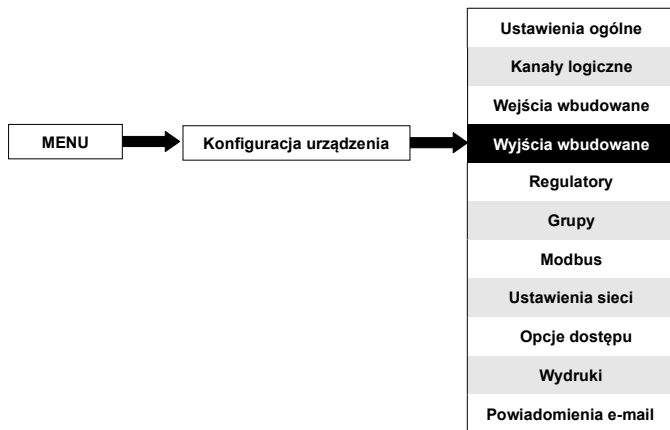 Ustawienia ogólne
Kanały logiczne
Wejścia wbudowane
MENU
Konfiguracja urządzenia
Wyjścia wbudowane
Regulatory
Grupy
Modbus
Ustawienia sieci
Opcje dostępu
Wydruki
Powiadomienia e-mail